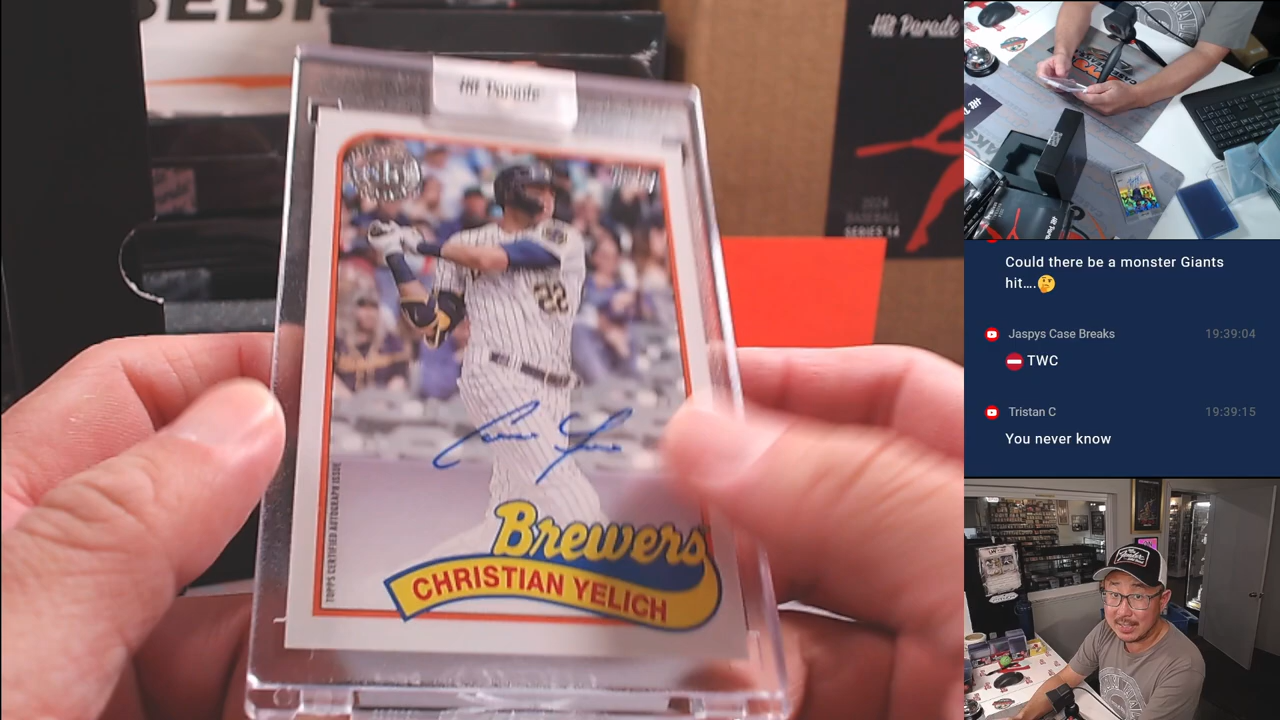 Hit Parade
Hit Parade
2024
BASEBALL
SERIES 14
22
TOPPS CERTIFIED AUTOGRAPH ISSUE
Brewers
CHRISTIAN YELICH
Could there be a monster Giants
hit....🤔
Jaspys Case Breaks 19:39:04
⛔ TWC
Tristan C 19:39:15
You never know